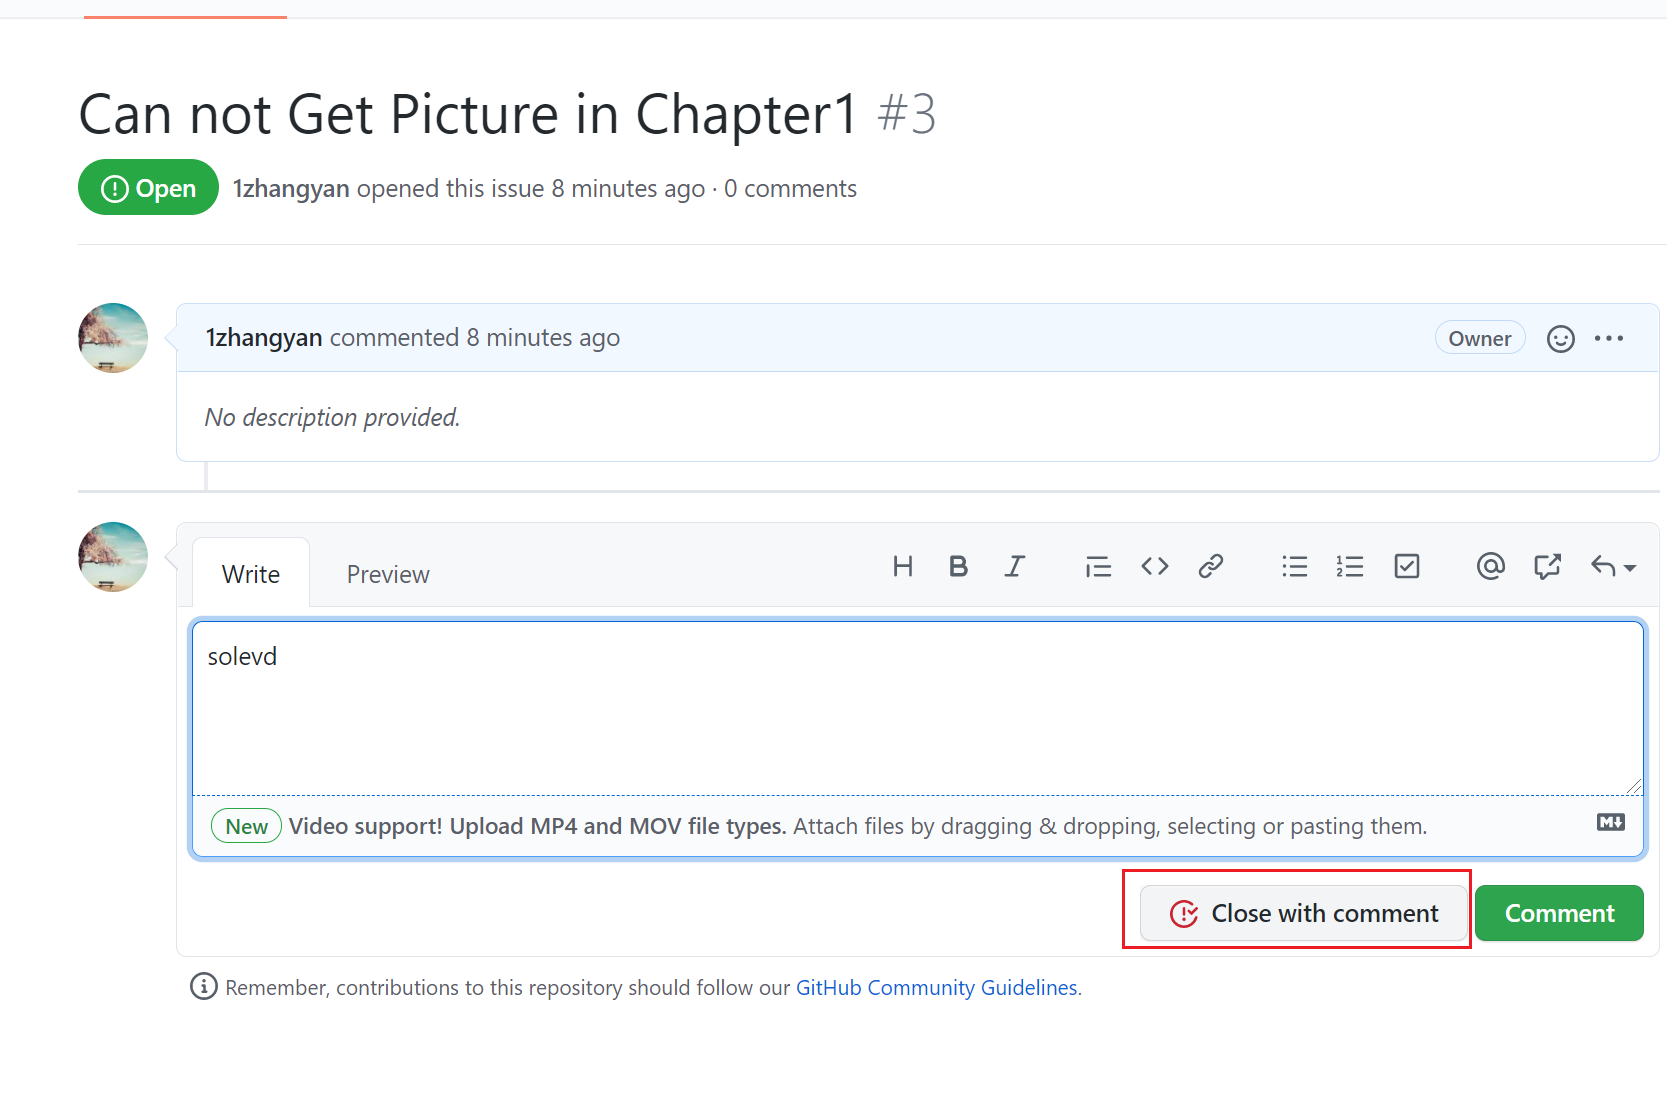 Can not Get Picture in Chapter1 #3
Open 1zhangyan opened this issue 8 minutes ago · 0 comments
1zhangyan commented 8 minutes ago Owner
No description provided.
Write Preview
solevd
New Video support! Upload MP4 and MOV file types. Attach files by dragging & dropping, selecting or pasting them.
Close with comment Comment
Remember, contributions to this repository should follow our GitHub Community Guidelines.